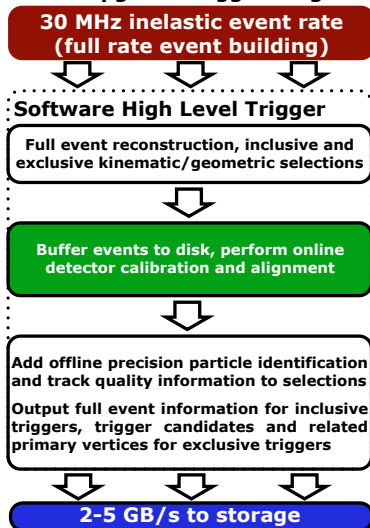 30 MHz inelastic event rate
(full rate event building)
Software High Level Trigger
Full event reconstruction, inclusive and
exclusive kinematic/geometric selections
Buffer events to disk, perform online
detector calibration and alignment
Add offline precision particle identification
and track quality information to selections
Output full event information for inclusive
triggers, trigger candidates and related
primary vertices for exclusive triggers
2-5 GB/s to storage